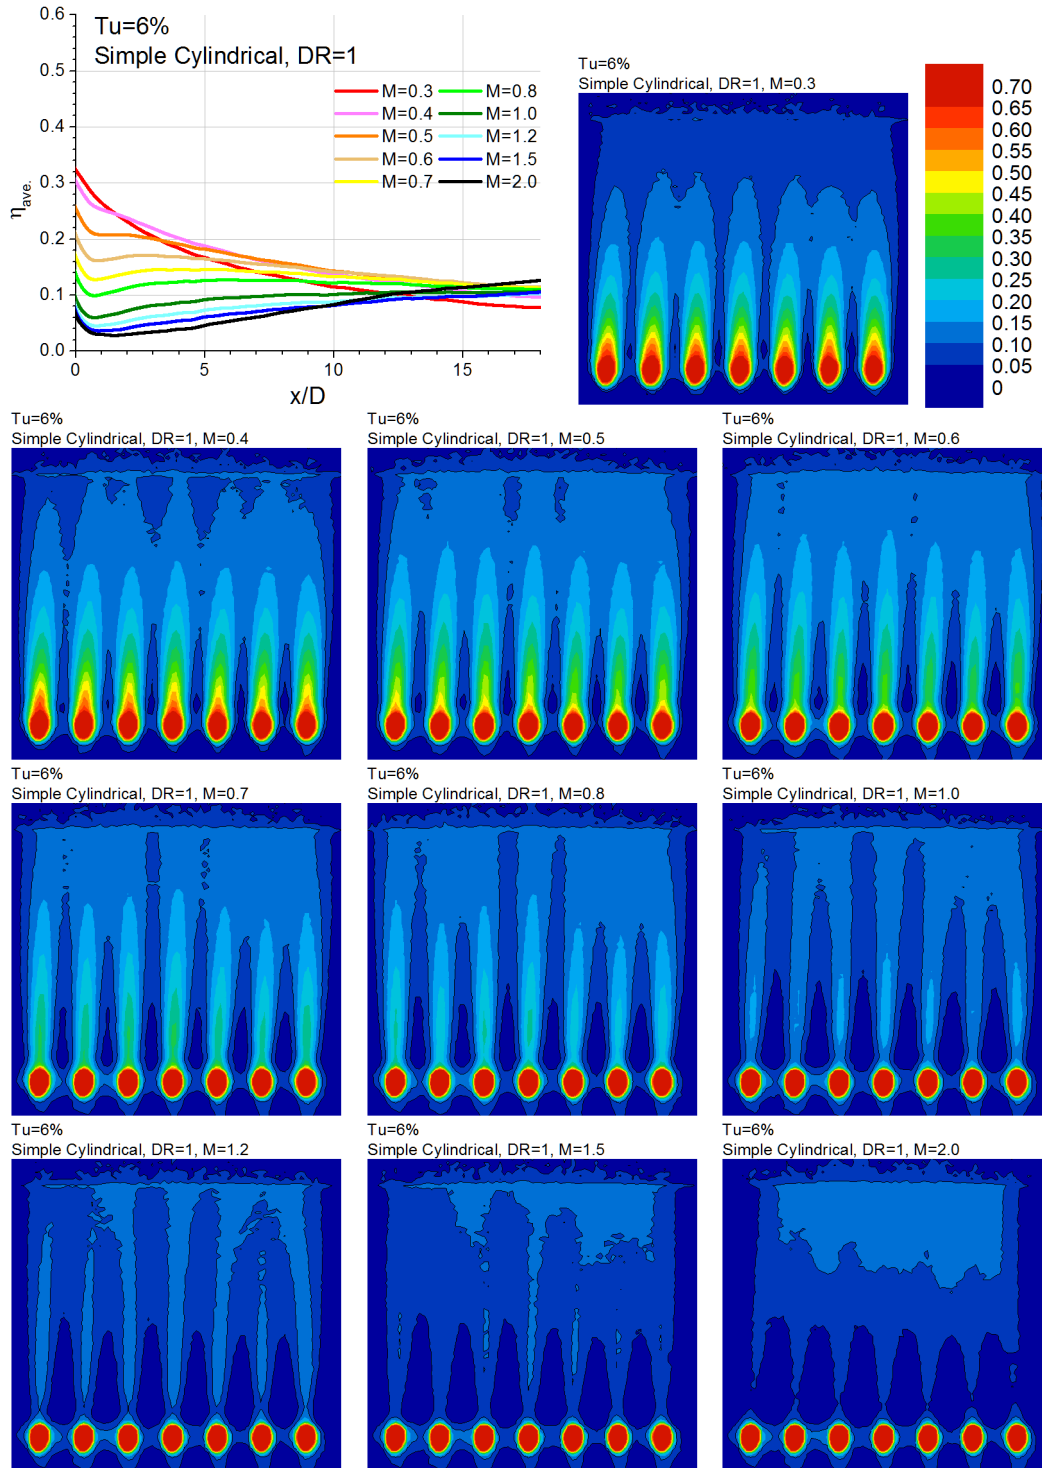 Tu=6%
Simple Cylindrical, DR=1
M=0.3 M=0.8
M=0.4 M=1.0
M=0.5 M=1.2
M=0.6 M=1.5
M=0.7 M=2.0
0.6
0.5
0.4
0.3
0.2
0.1
0.0
ηave.
0 5 10 15
x/D
Tu=6%
Simple Cylindrical, DR=1, M=0.3
0.70
0.65
0.60
0.55
0.50
0.45
0.40
0.35
0.30
0.25
0.20
0.15
0.10
0.05
0
Tu=6%
Simple Cylindrical, DR=1, M=0.4
Tu=6%
Simple Cylindrical, DR=1, M=0.5
Tu=6%
Simple Cylindrical, DR=1, M=0.6
Tu=6%
Simple Cylindrical, DR=1, M=0.7
Tu=6%
Simple Cylindrical, DR=1, M=0.8
Tu=6%
Simple Cylindrical, DR=1, M=1.0
Tu=6%
Simple Cylindrical, DR=1, M=1.2
Tu=6%
Simple Cylindrical, DR=1, M=1.5
Tu=6%
Simple Cylindrical, DR=1, M=2.0